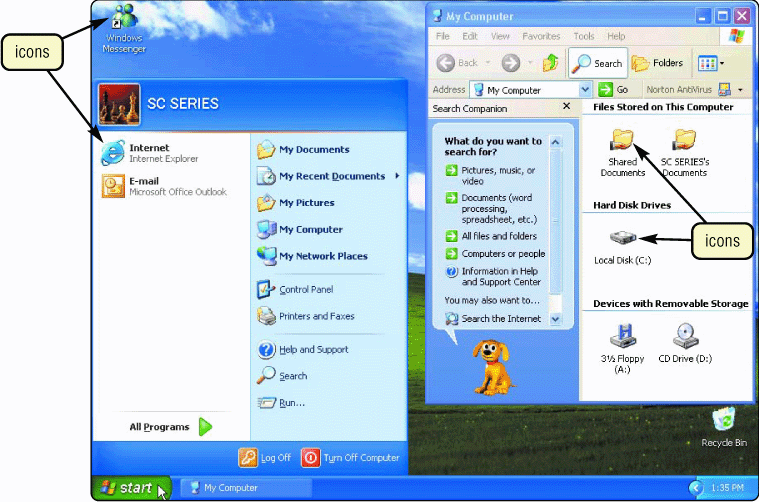 icons
Windows
Messenger
SC SERIES
Internet
Internet Explorer
E-mail
Microsoft Office Outlook
All Programs
My Documents
My Recent Documents
My Pictures
My Computer
My Network Places
Control Panel
Printers and Faxes
Help and Support
Search
Run...
Log Off
Turn Off Computer
start
My Computer
1:35 PM
My Computer
File Edit View Favorites Tools Help
Back Search Folders
Address My Computer Go Norton AntiVirus
Search Companion
What do you want to
search for?
Pictures, music, or
video
Documents (word
processing,
spreadsheet, etc.)
All files and folders
Computers or people
Information in Help
and Support Center
You may also want to...
Search the Internet
Files Stored on This Computer
Shared
Documents
SC SERIES's
Documents
Hard Disk Drives
Local Disk (C:)
icons
Devices with Removable Storage
3½ Floppy
(A:)
CD Drive (D:)
Recycle Bin